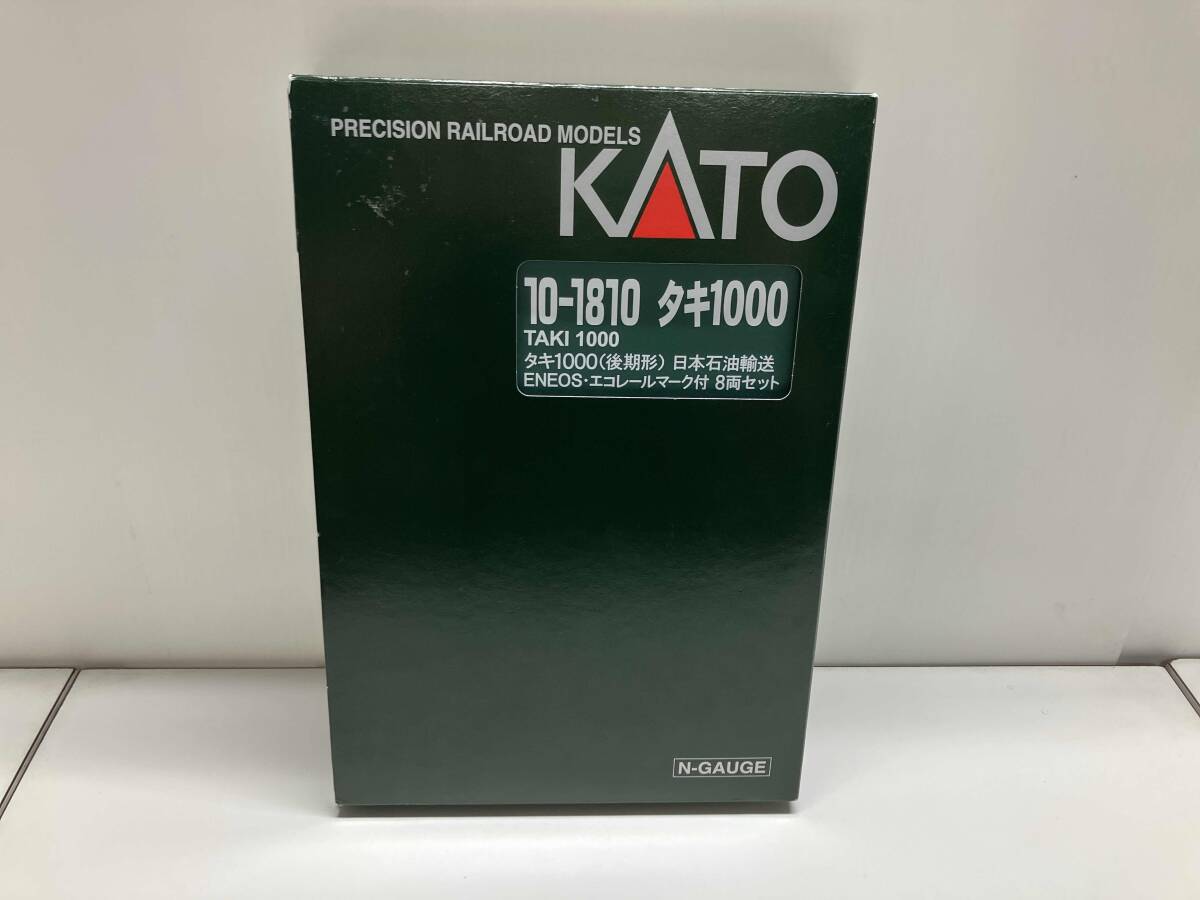 PRECISION RAILROAD MODELS
KATO
10-1810 タキ1000
TAKI 1000
タキ1000(後期形) 日本石油輸送
ENEOS・エコレールマーク付 8両セット
N-GAUGE